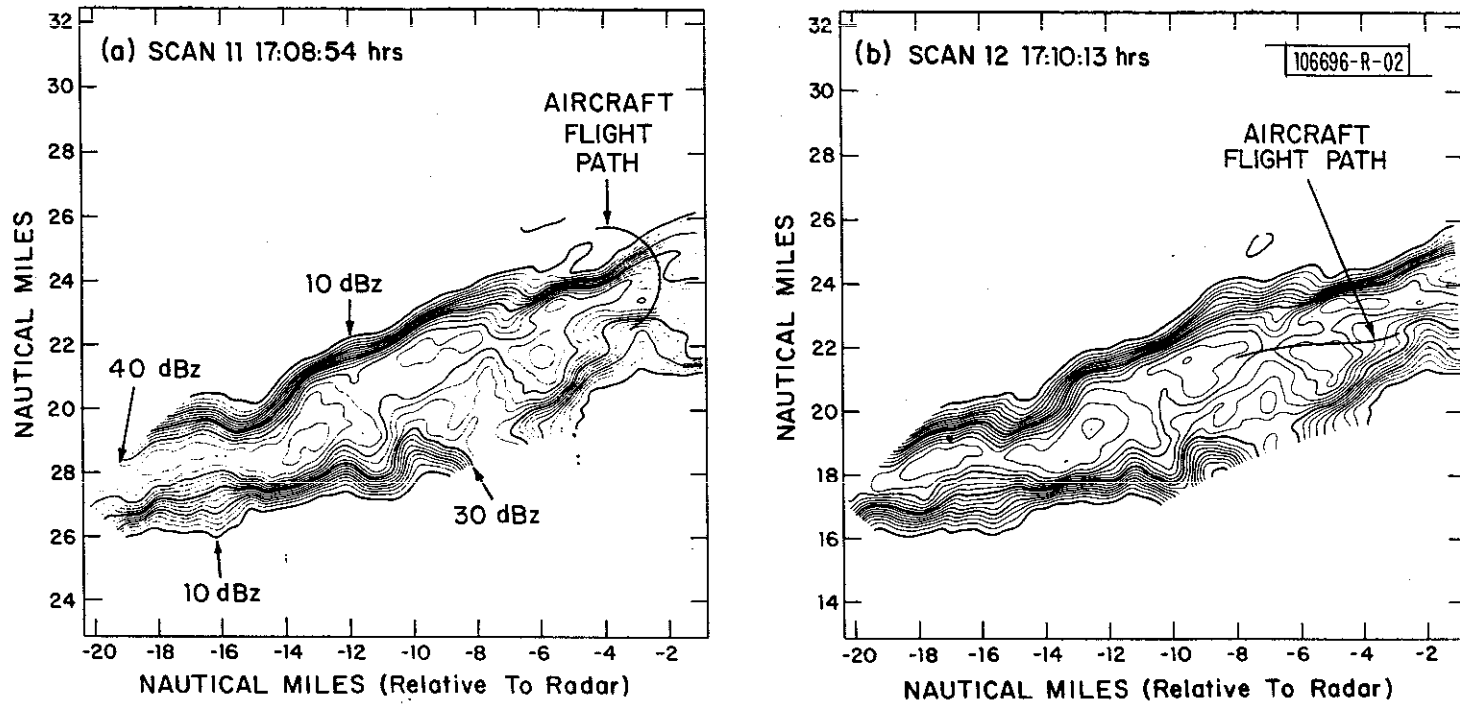 (a) SCAN 11 17:08:54 hrs
AIRCRAFT
FLIGHT
PATH
10 dBz
40 dBz
30 dBz
10 dBz
NAUTICAL MILES
32
30
28
26
24
22
20
28
26
24
-20 -18 -16 -14 -12 -10 -8 -6 -4 -2
NAUTICAL MILES (Relative To Radar)
(b) SCAN 12 17:10:13 hrs
106696-R-02
AIRCRAFT
FLIGHT PATH
NAUTICAL MILES
32
30
28
26
24
22
20
18
16
14
-20 -18 -16 -14 -12 -10 -8 -6 -4 -2
NAUTICAL MILES (Relative To Radar)